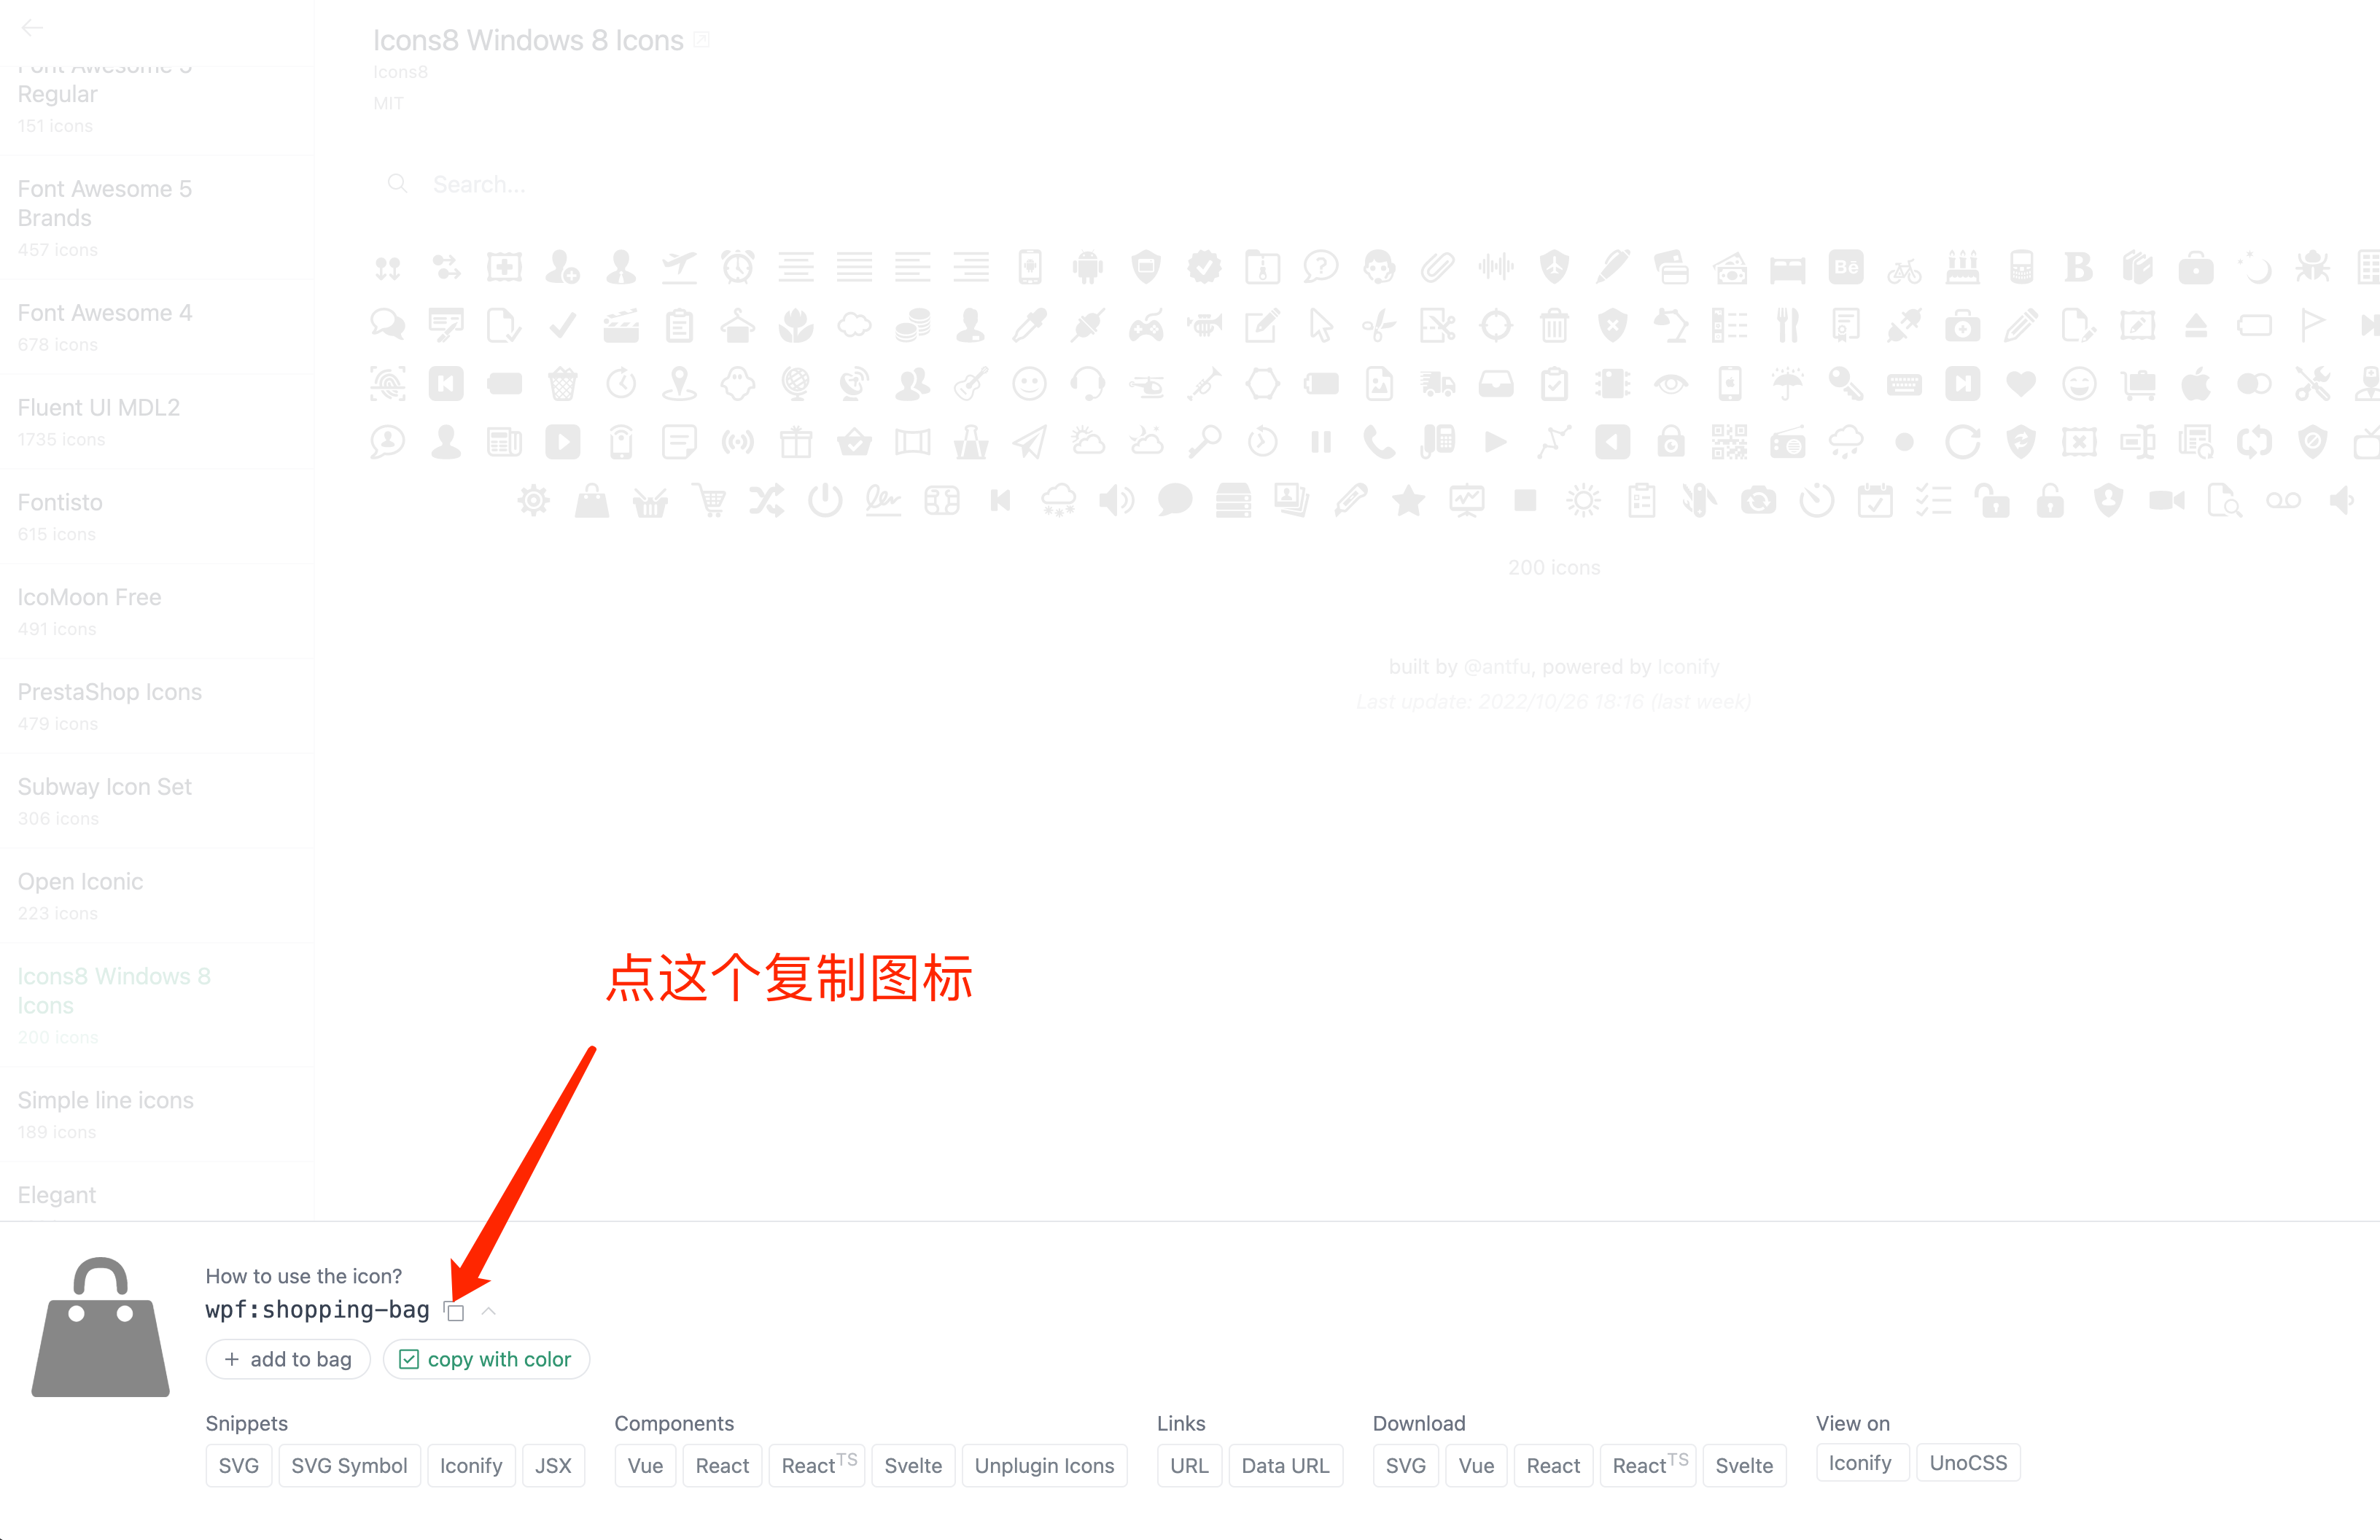 Font Awesome 5
Regular
151 icons
Font Awesome 5
Brands
457 icons
Font Awesome 4
678 icons
Fluent UI MDL2
1735 icons
Fontisto
615 icons
IcoMoon Free
491 icons
PrestaShop Icons
479 icons
Subway Icon Set
306 icons
Open Iconic
223 icons
Icons8 Windows 8
Icons
200 icons
Simple line icons
189 icons
Elegant
Icons8 Windows 8 Icons
Icons8
MIT
Search...
200 icons
built by @antfu, powered by Iconify
Last update: 2022/10/26 18:16 (last week)
点这个复制图标
How to use the icon?
wpf:shopping-bag
+ add to bag
copy with color
Snippets
SVG SVG Symbol Iconify JSX
Components
Vue React ReactTS Svelte Unplugin Icons
Links
URL Data URL
Download
SVG Vue React ReactTS Svelte
View on
Iconify UnoCSS